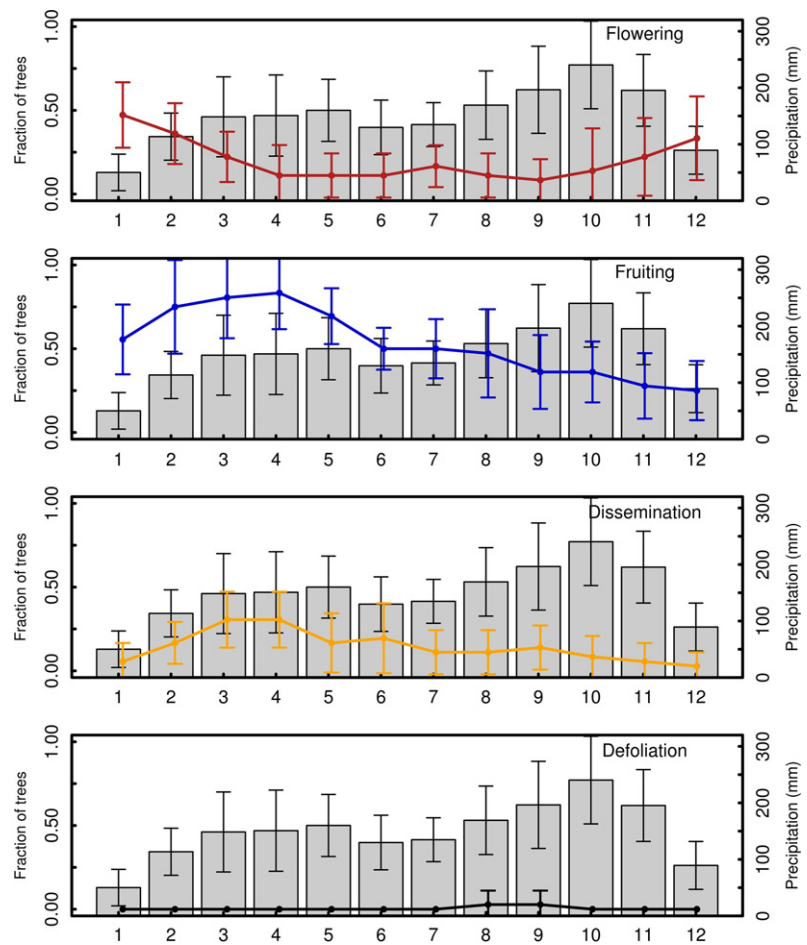 Flowering
Fraction of trees
0.00 0.50 1.00
Precipitation (mm)
0 100 200 300
1 2 3 4 5 6 7 8 9 10 11 12
Fruiting
Fraction of trees
0.00 0.50 1.00
Precipitation (mm)
0 100 200 300
1 2 3 4 5 6 7 8 9 10 11 12
Dissemination
Fraction of trees
0.00 0.50 1.00
Precipitation (mm)
0 100 200 300
1 2 3 4 5 6 7 8 9 10 11 12
Defoliation
Fraction of trees
0.00 0.50 1.00
Precipitation (mm)
0 100 200 300
1 2 3 4 5 6 7 8 9 10 11 12